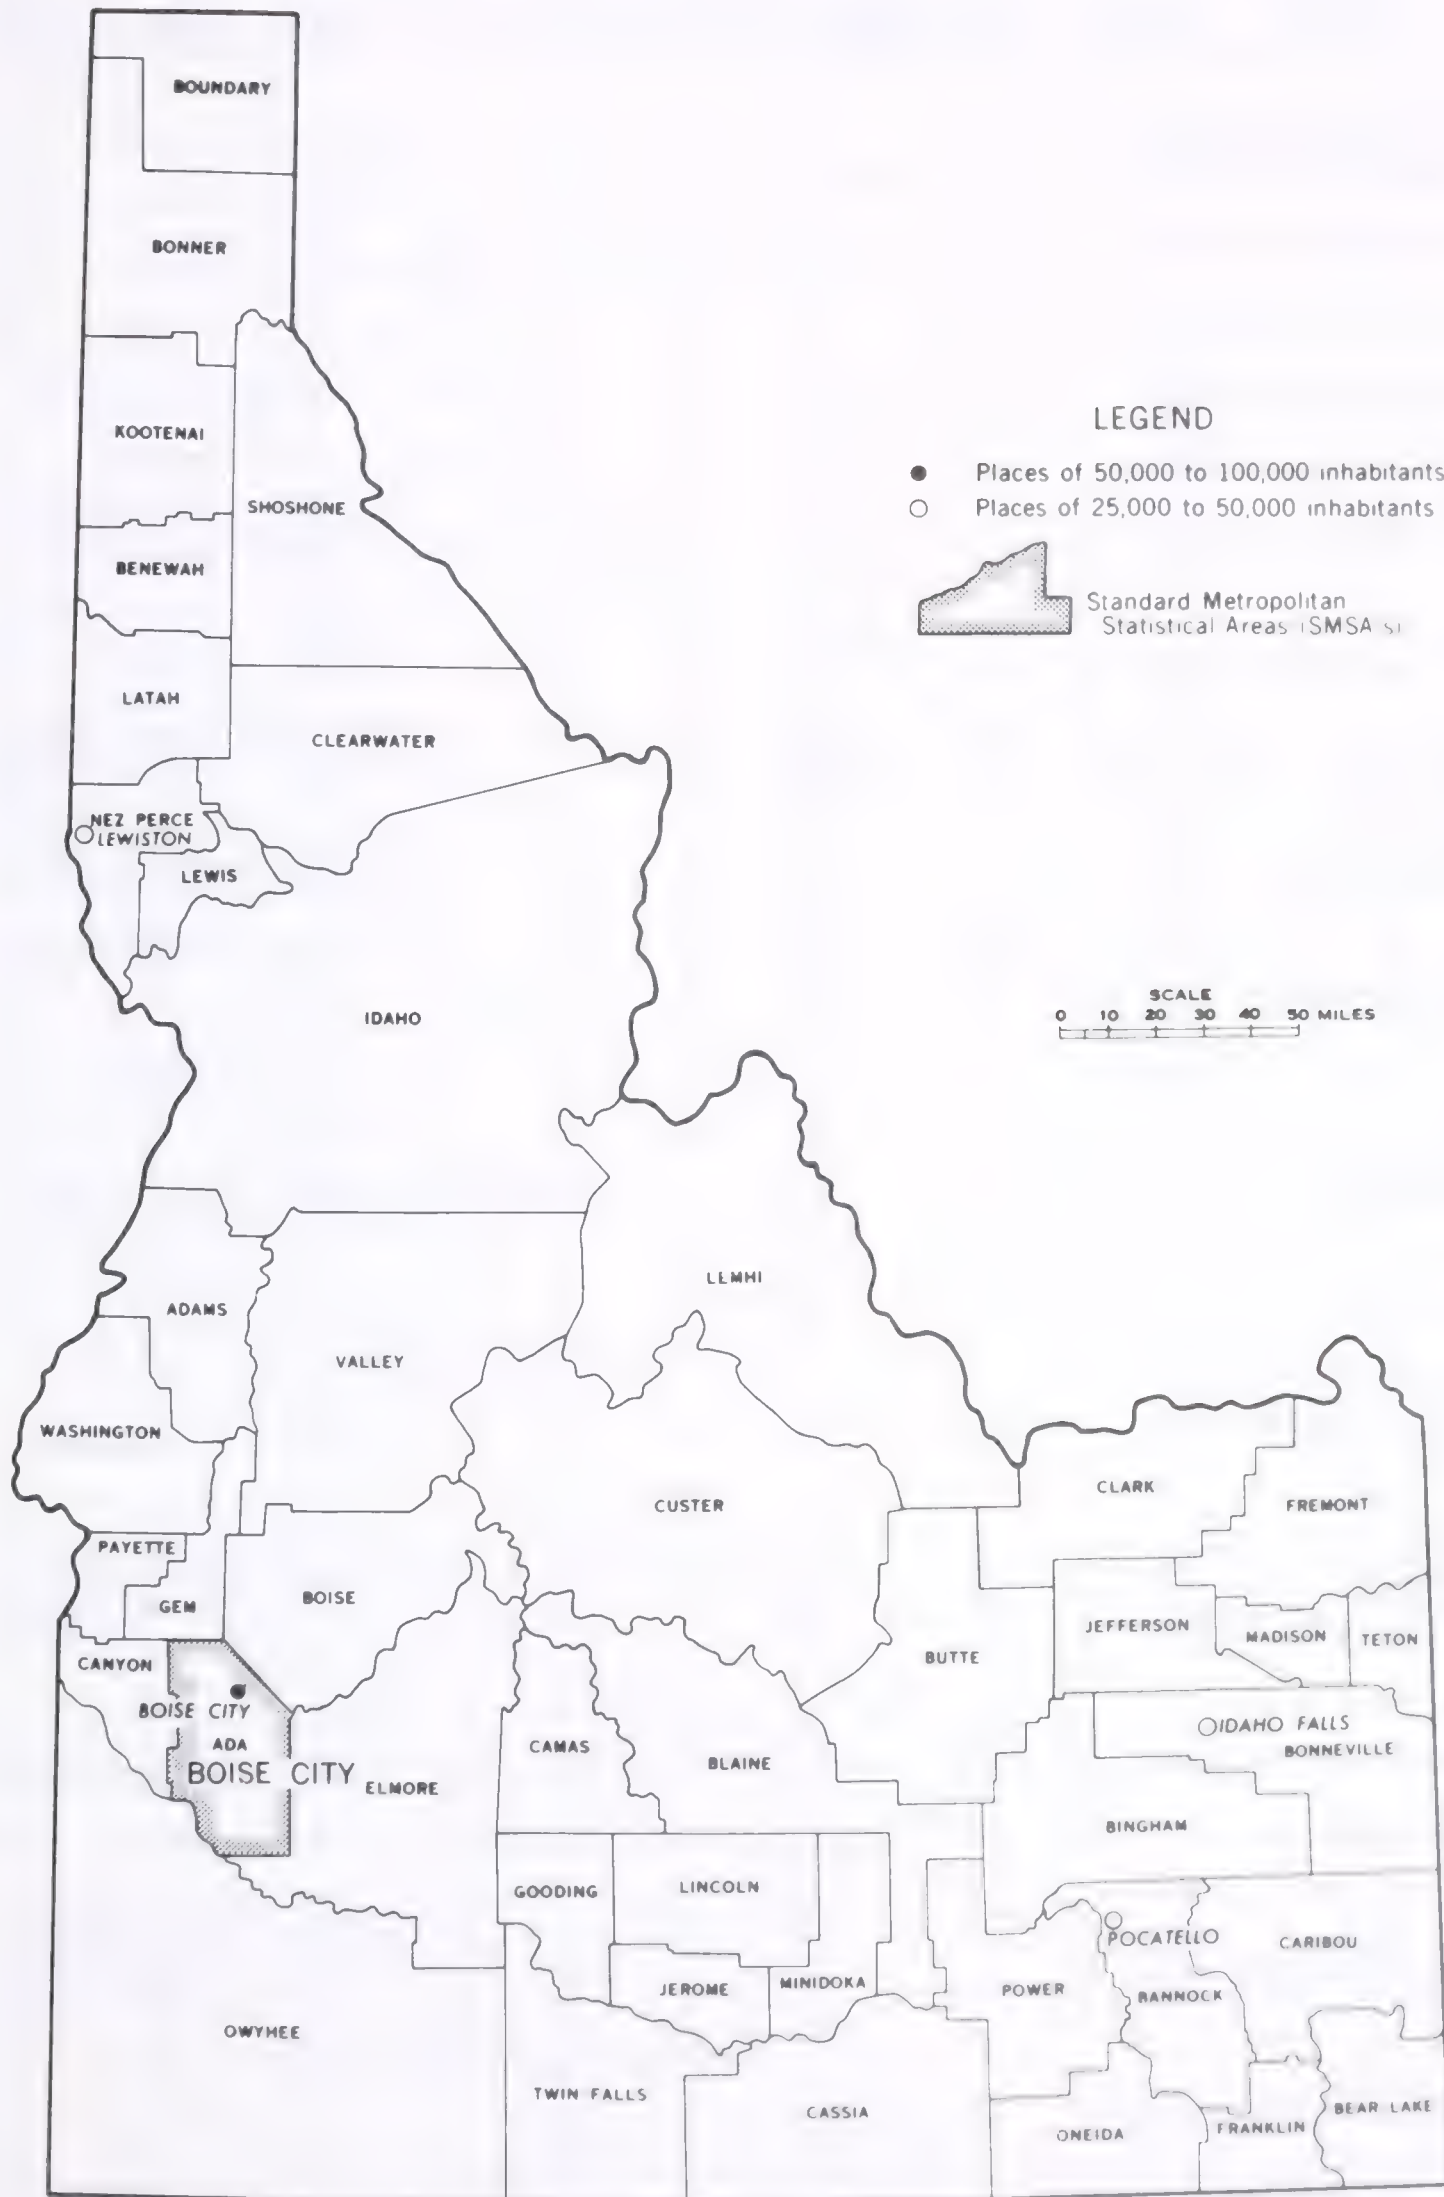 BOUNDARY
BONNER
KOOTENAI
SHOSHONE
BENEWAH
LATAH
CLEARWATER
NEZ PERCE
LEWISTON
LEWIS
IDAHO
LEGEND
Places of 50,000 to 100,000 inhabitants
Places of 25,000 to 50,000 inhabitants
Standard Metropolitan
Statistical Areas (SMSA's)
SCALE
0 10 20 30 40 50 MILES
LEMHI
ADAMS
VALLEY
WASHINGTON
CUSTER
CLARK
FREMONT
PAYETTE
GEM
BOISE
JEFFERSON
MADISON
TETON
BUTTE
CANYON
BOISE CITY
ADA
BOISE CITY
ELMORE
CAMAS
BLAINE
IDAHO FALLS
BONNEVILLE
BINGHAM
GOODING
LINCOLN
POCATELLO
CARIBOU
JEROME
MINIDOKA
POWER
BANNOCK
OWYHEE
TWIN FALLS
CASSIA
ONEIDA
FRANKLIN
BEAR LAKE